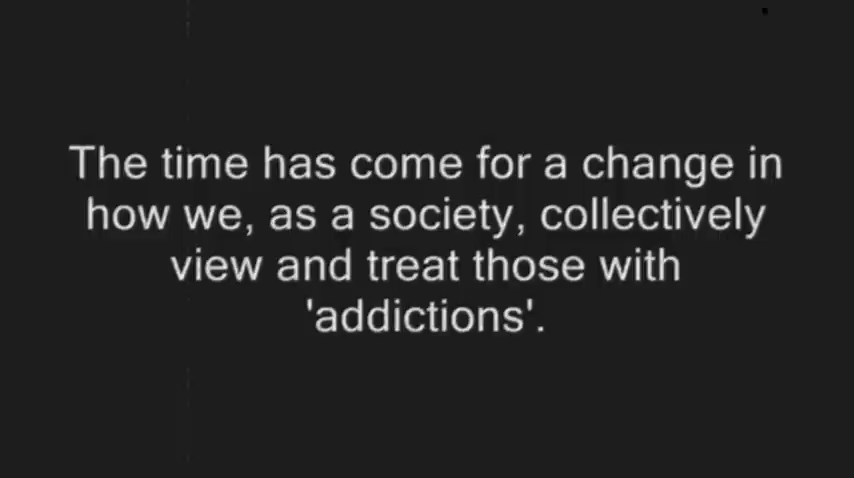 The time has come for a change in
how we, as a society, collectively
view and treat those with
'addictions'.